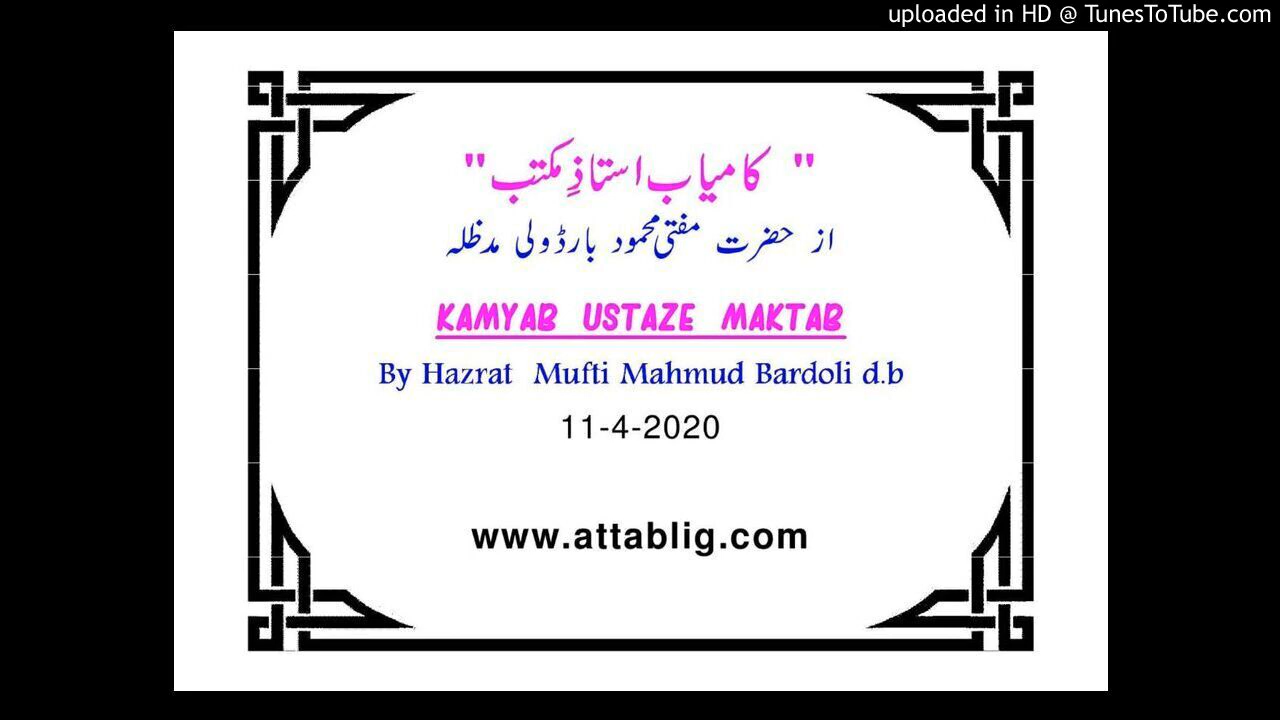 uploaded in HD @ TunesToTube.com
" کامیاب استاذِ مکتب "
از حضرت مفتی محمود بارڈولی مدظلہ
KAMYAB USTAZE MAKTAB
By Hazrat Mufti Mahmud Bardoli d.b
11-4-2020
www.attablig.com